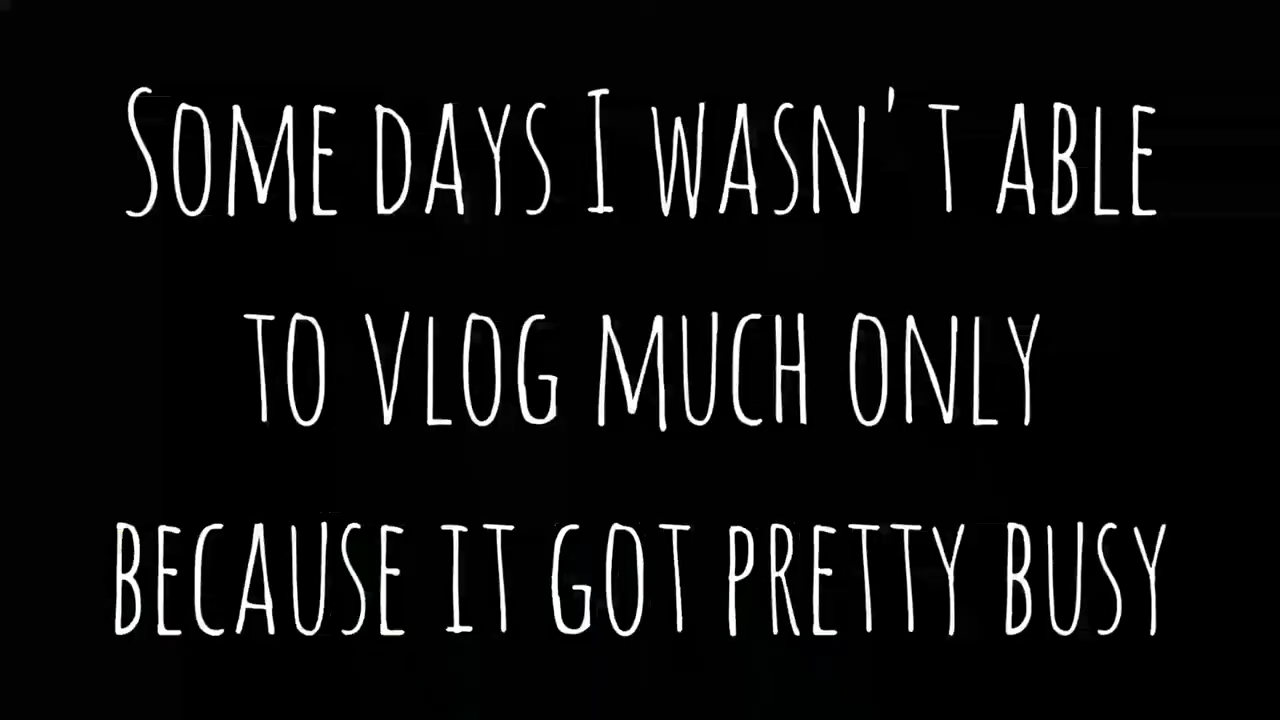 Some days I wasn't able
to vlog much only
because it got pretty busy